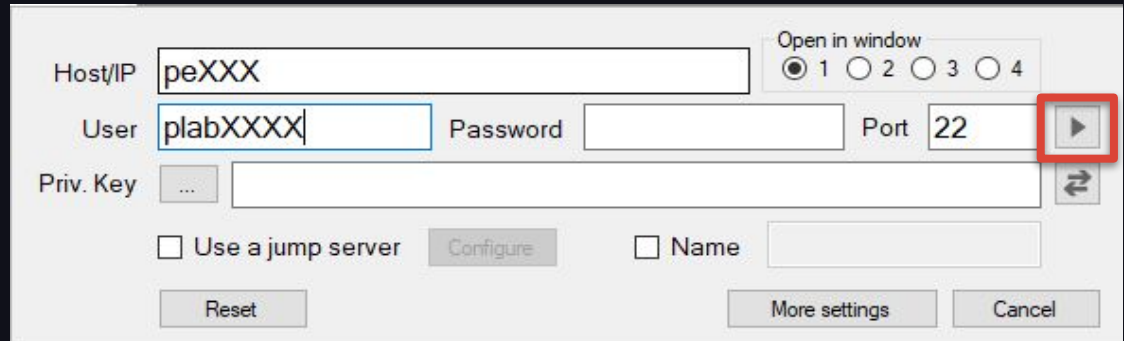 Open in window
Host/IP peXXX 1 2 3 4
User plabXXXX Password Port 22
Priv. Key ...
Use a jump server Configure Name
Reset More settings Cancel